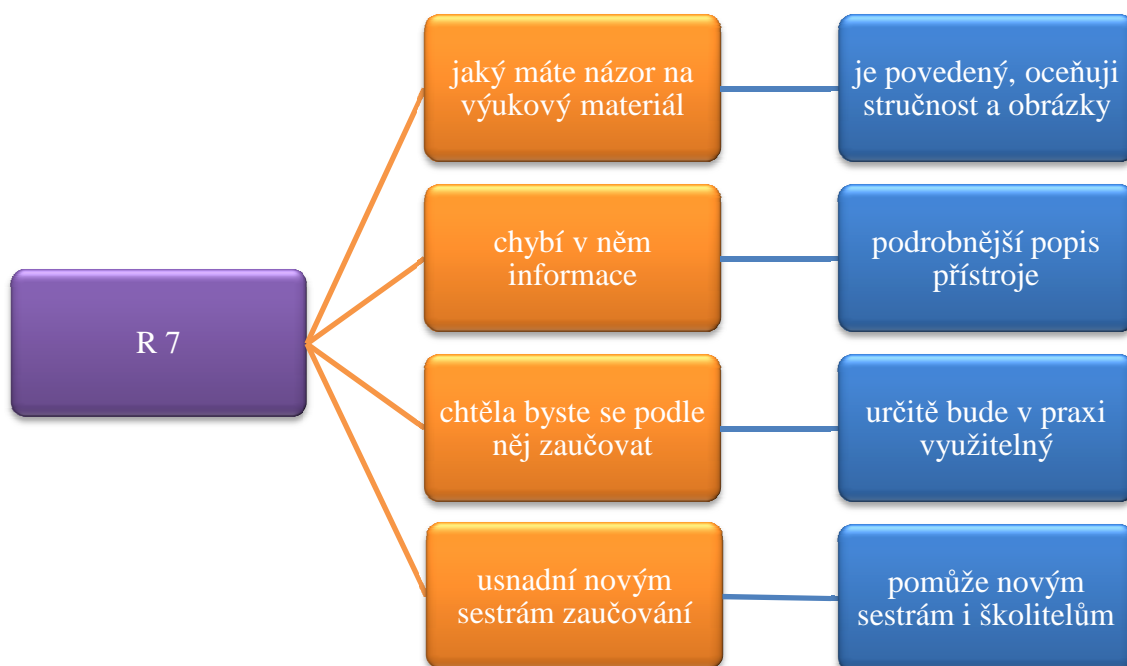 R 7
jaký máte názor na
výukový materiál
je povedený, oceňuji
stručnost a obrázky
chybí v něm
informace
podrobnější popis
přístroje
chtěla byste se podle
něj zaučovat
určitě bude v praxi
využitelný
usnadní novým
sestrám zaučování
pomůže novým
sestrám i školitelům